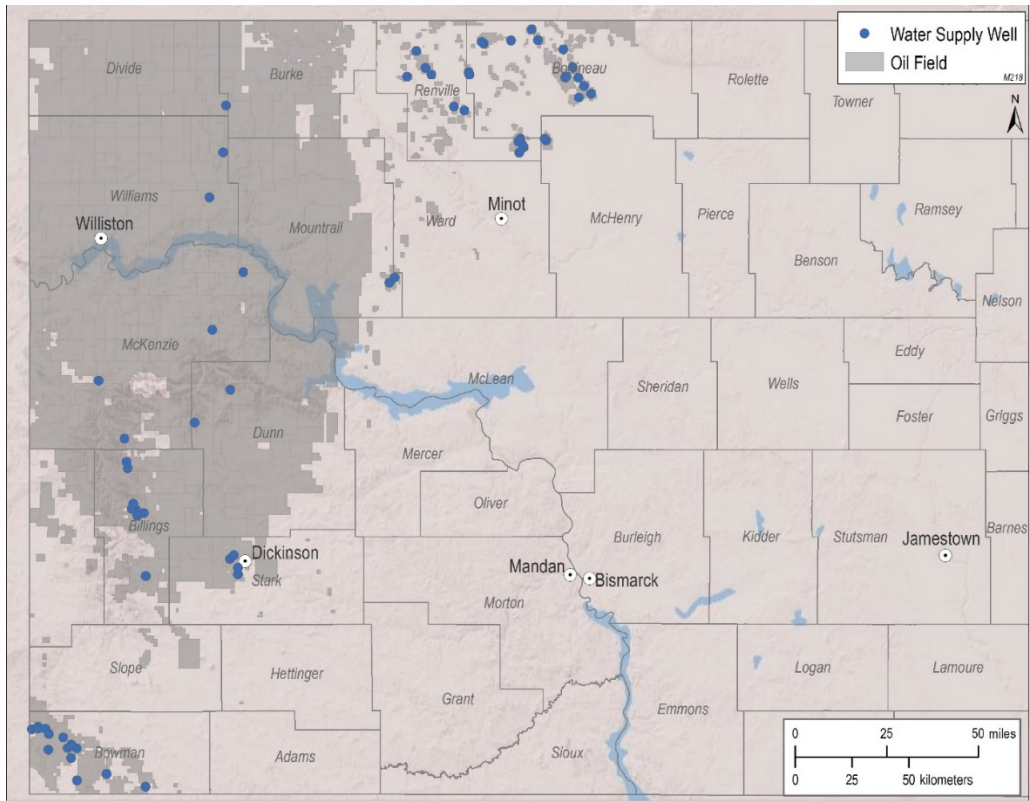 Water Supply Well
Oil Field
M218
N
Divide
Burke
Renville
Bottineau
Rolette
Towner
Williams
Williston
Mountrail
Ward
Minot
McHenry
Pierce
Ramsey
Benson
Nelson
McKenzie
McLean
Sheridan
Wells
Eddy
Foster
Griggs
Dunn
Mercer
Oliver
Billings
Burleigh
Kidder
Stutsman
Barnes
Jamestown
Dickinson
Stark
Mandan
Bismarck
Morton
Slope
Hettinger
Grant
Emmons
Logan
Lamoure
Bowman
Adams
Sioux
0 25 50 miles
0 25 50 kilometers